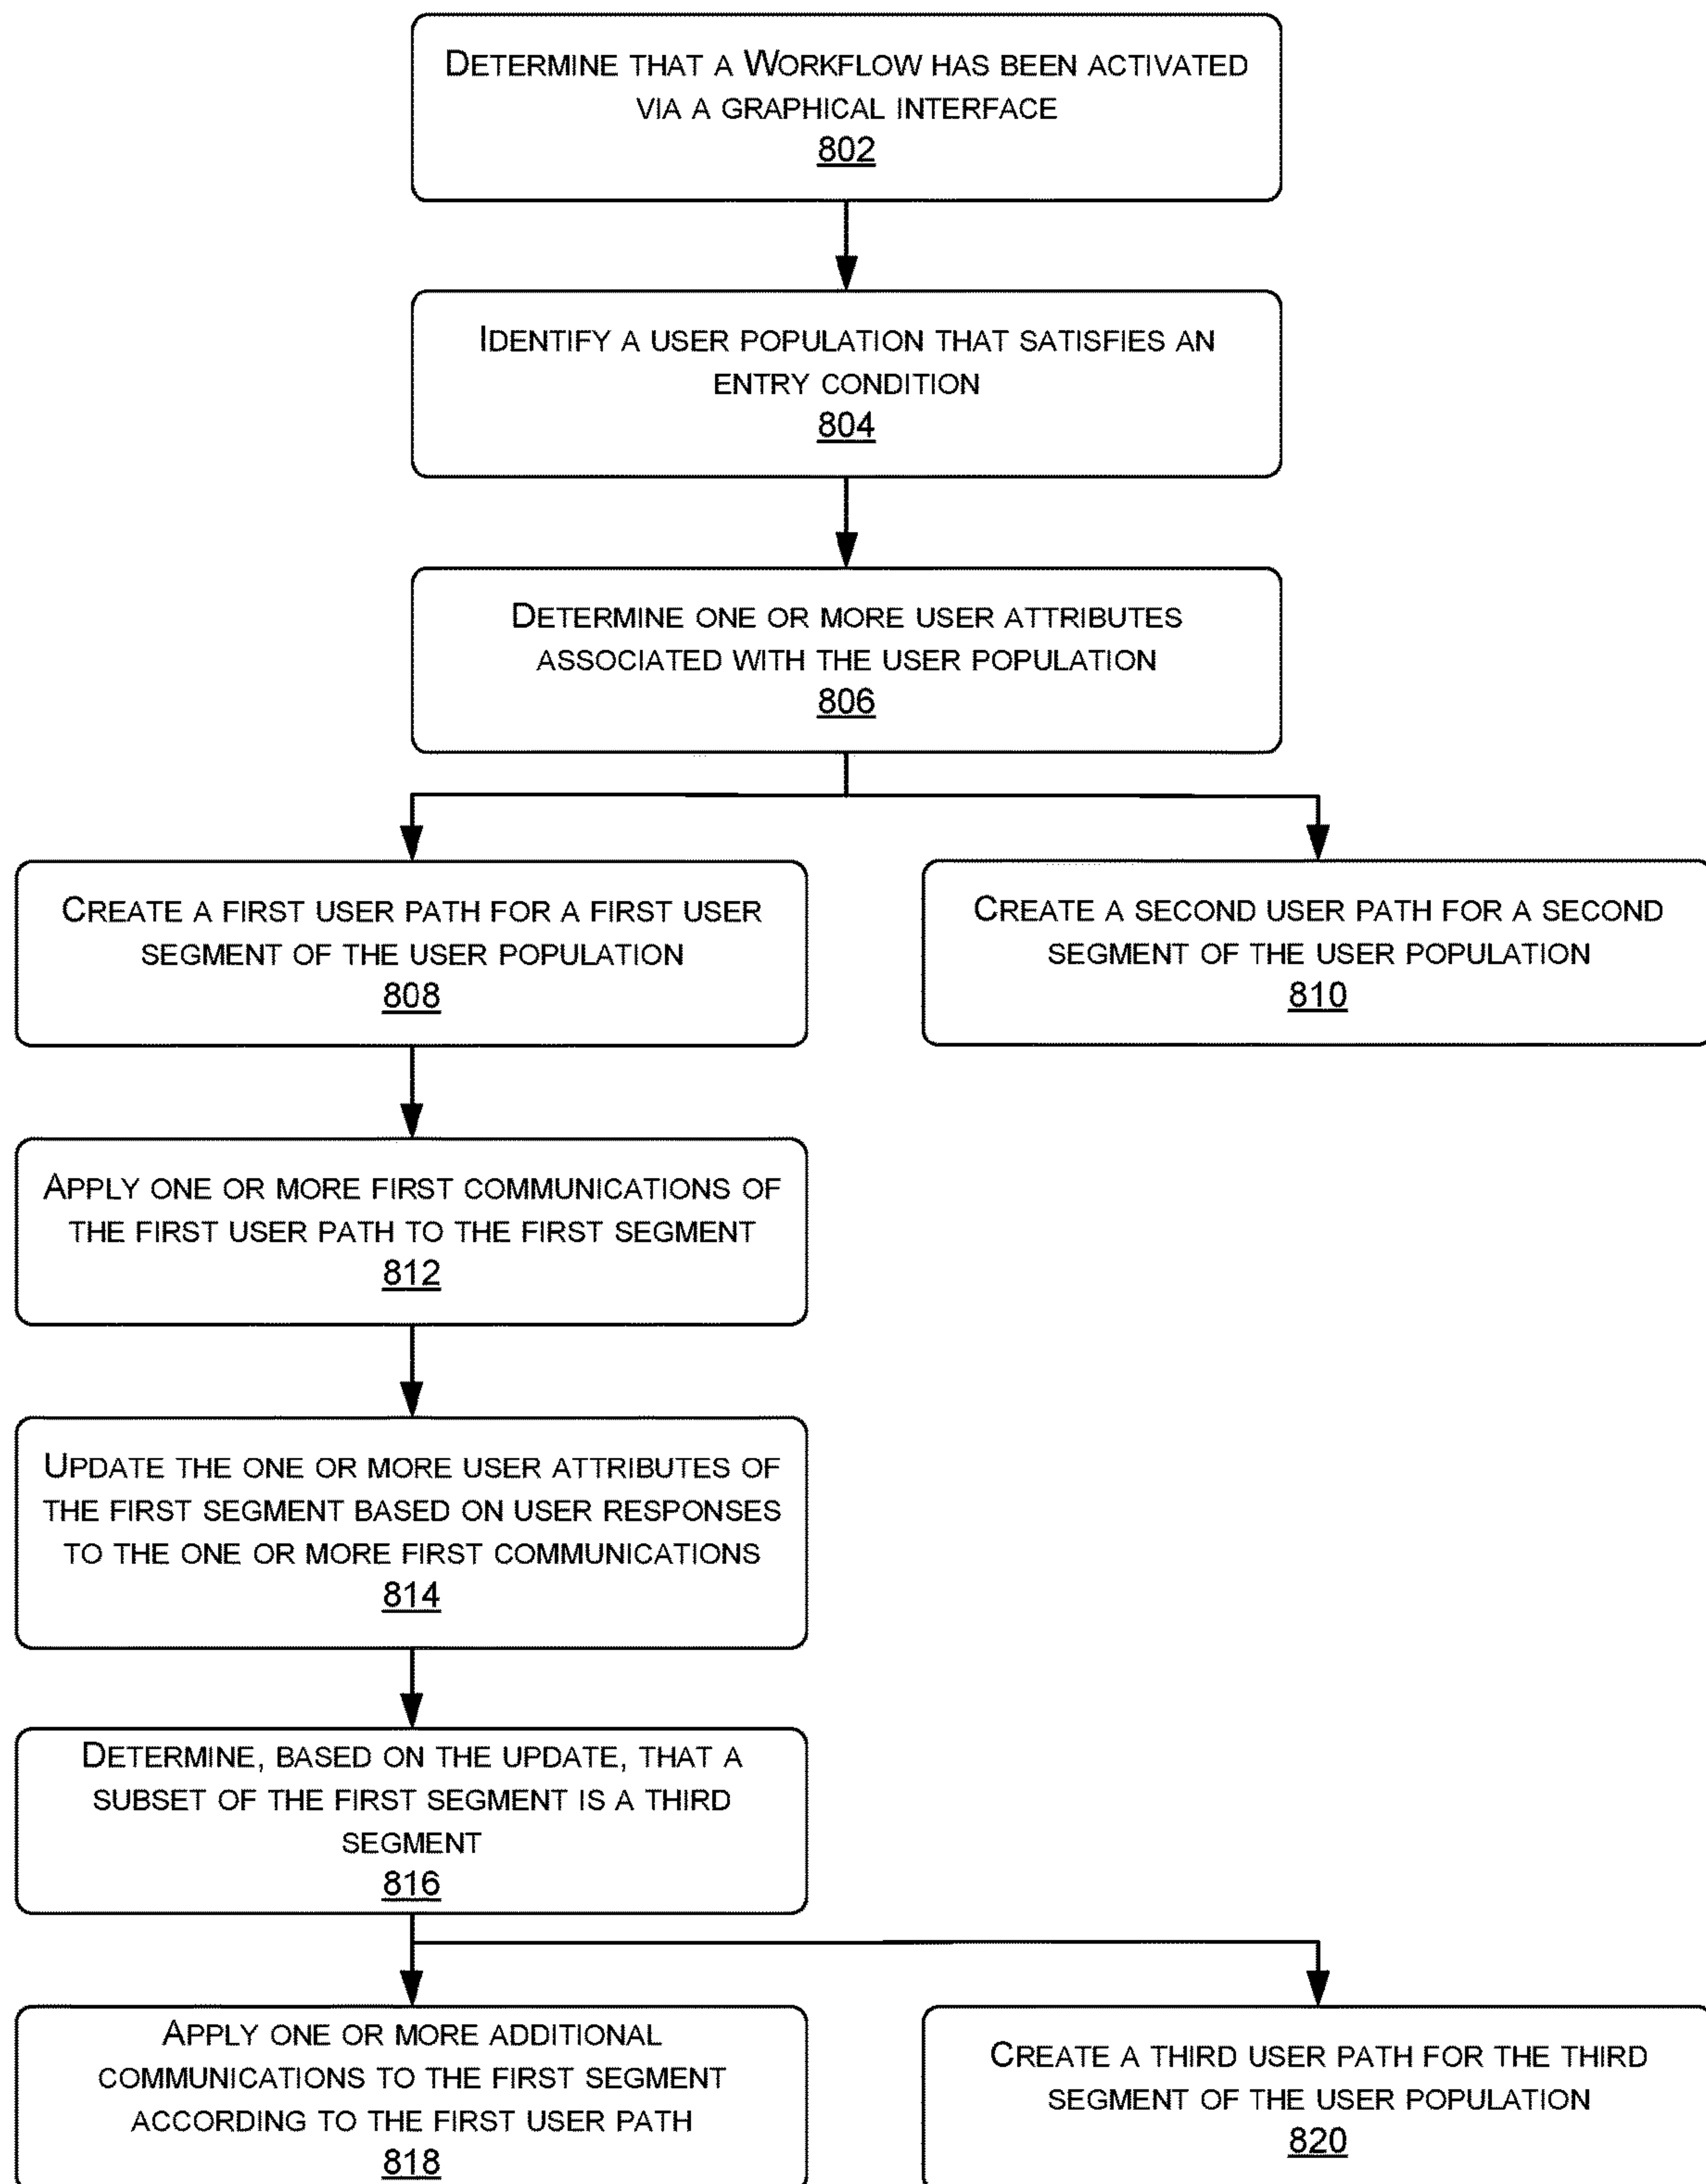 DETERMINE THAT A WORKFLOW HAS BEEN ACTIVATED
VIA A GRAPHICAL INTERFACE
802
IDENTIFY A USER POPULATION THAT SATISFIES AN
ENTRY CONDITION
804
DETERMINE ONE OR MORE USER ATTRIBUTES
ASSOCIATED WITH THE USER POPULATION
806
CREATE A FIRST USER PATH FOR A FIRST USER
SEGMENT OF THE USER POPULATION
808
CREATE A SECOND USER PATH FOR A SECOND
SEGMENT OF THE USER POPULATION
810
APPLY ONE OR MORE FIRST COMMUNICATIONS OF
THE FIRST USER PATH TO THE FIRST SEGMENT
812
UPDATE THE ONE OR MORE USER ATTRIBUTES OF
THE FIRST SEGMENT BASED ON USER RESPONSES
TO THE ONE OR MORE FIRST COMMUNICATIONS
814
DETERMINE, BASED ON THE UPDATE, THAT A
SUBSET OF THE FIRST SEGMENT IS A THIRD
SEGMENT
816
APPLY ONE OR MORE ADDITIONAL
COMMUNICATIONS TO THE FIRST SEGMENT
ACCORDING TO THE FIRST USER PATH
818
CREATE A THIRD USER PATH FOR THE THIRD
SEGMENT OF THE USER POPULATION
820